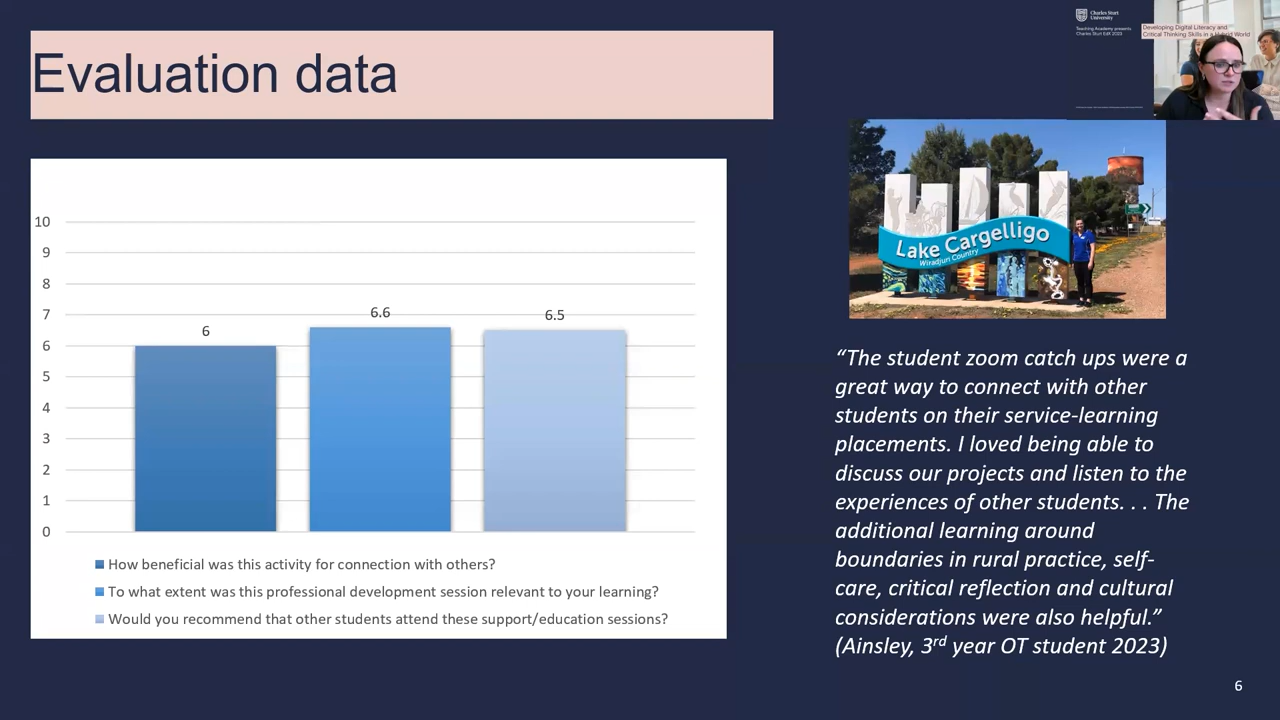 Evaluation data
Charles Sturt
University
Teaching Academy presents
Charles Sturt Edit 2023
Developing Digital Literacy and
Critical Thinking Skills in a Hybrid World
10
9
8
7
6
5
4
3
2
1
0
6
6.6
6.5
How beneficial was this activity for connection with others?
To what extent was this professional development session relevant to your learning?
Would you recommend that other students attend these support/education sessions?
Lake Cargelligo
Wiradjuri Country
“The student zoom catch ups were a
great way to connect with other
students on their service-learning
placements. I loved being able to
discuss our projects and listen to the
experiences of other students. . . The
additional learning around
boundaries in rural practice, self-
care, critical reflection and cultural
considerations were also helpful.”
(Ainsley, 3rd year OT student 2023)
6